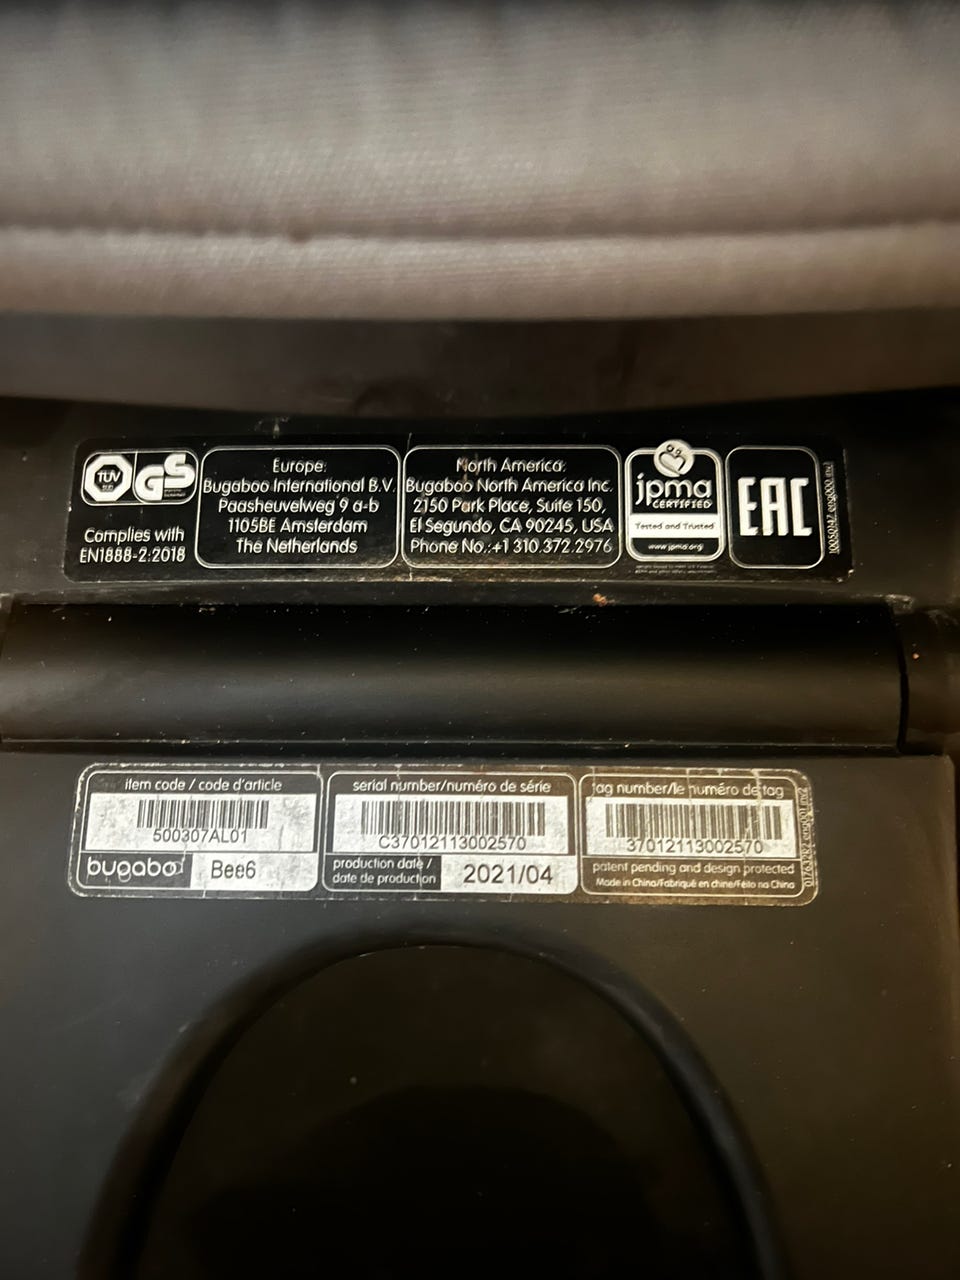 TÜV
SÜD
GS
Complies with
EN1888-2:2018
Europe:
Bugaboo International B.V.
Paasheuvelweg 9 a-b
1105BE Amsterdam
The Netherlands
North America:
Bugaboo North America Inc.
2150 Park Place, Suite 150,
El Segundo, CA 90245, USA
Phone No.:+1 310.372.2976
jpma
CERTIFIED
Tested and Trusted
www.jpma.org
EAC
item code / code d'article
500307AL01
bugaboo
Bee6
serial number/numéro de série
C37012113002570
production date /
date de production
2021/04
tag number/le numéro de tag
37012113002570
patent pending and design protected
Made in China/Fabriqué en chine/Feito na China